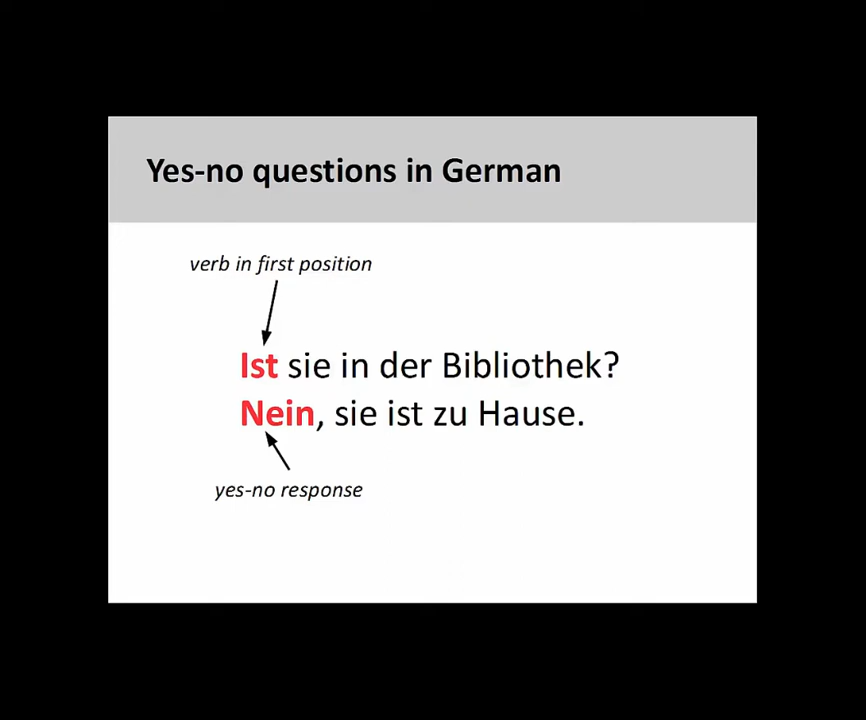 Yes-no questions in German
verb in first position
Ist sie in der Bibliothek?
Nein, sie ist zu Hause.
yes-no response